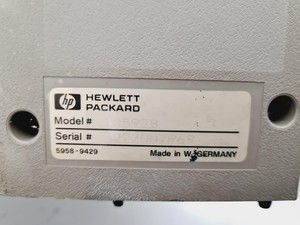 hp HEWLETT
PACKARD
Model #
Serial #
5958-9429 Made in W.GERMANY